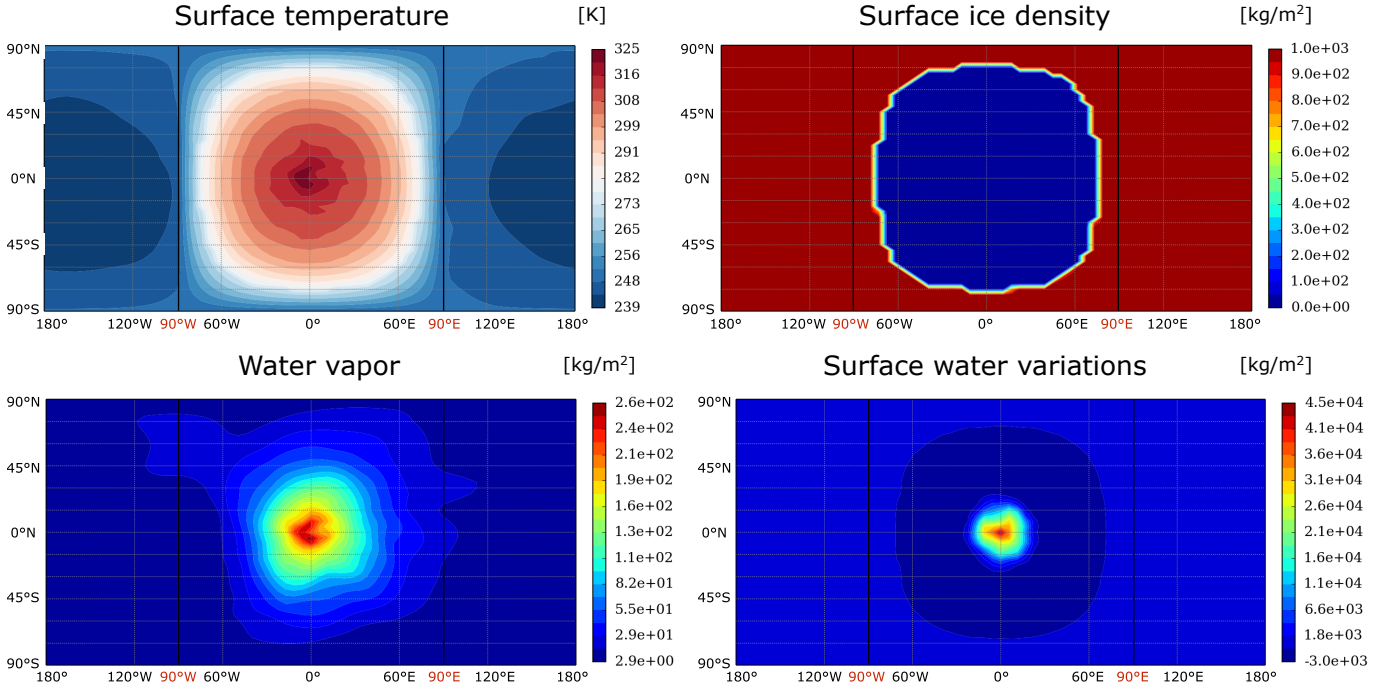 Surface temperature [K]
90°N
45°N
0°N
45°S
90°S
180° 120°W 90°W 60°W 0° 60°E 90°E 120°E 180°
325
316
308
299
291
282
273
265
256
248
239
Surface ice density [kg/m²]
90°N
45°N
0°N
45°S
90°S
180° 120°W 90°W 60°W 0° 60°E 90°E 120°E 180°
1.0e+03
9.0e+02
8.0e+02
7.0e+02
6.0e+02
5.0e+02
4.0e+02
3.0e+02
2.0e+02
1.0e+02
0.0e+00
Water vapor [kg/m²]
90°N
45°N
0°N
45°S
90°S
180° 120°W 90°W 60°W 0° 60°E 90°E 120°E 180°
2.6e+02
2.4e+02
2.1e+02
1.9e+02
1.6e+02
1.3e+02
1.1e+02
8.2e+01
5.5e+01
2.9e+01
2.9e+00
Surface water variations [kg/m²]
90°N
45°N
0°N
45°S
90°S
180° 120°W 90°W 60°W 0° 60°E 90°E 120°E 180°
4.5e+04
4.1e+04
3.6e+04
3.1e+04
2.6e+04
2.1e+04
1.6e+04
1.1e+04
6.6e+03
1.8e+03
-3.0e+03